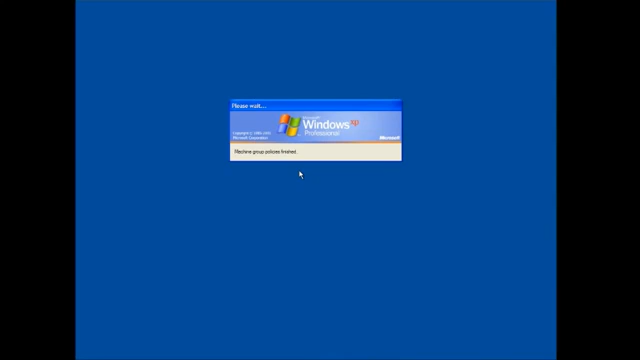 Please wait....
Microsoft
Windows xp
Professional
Copyright © 1985-2001
Microsoft Corporation
Microsoft
Machine group policies finished.